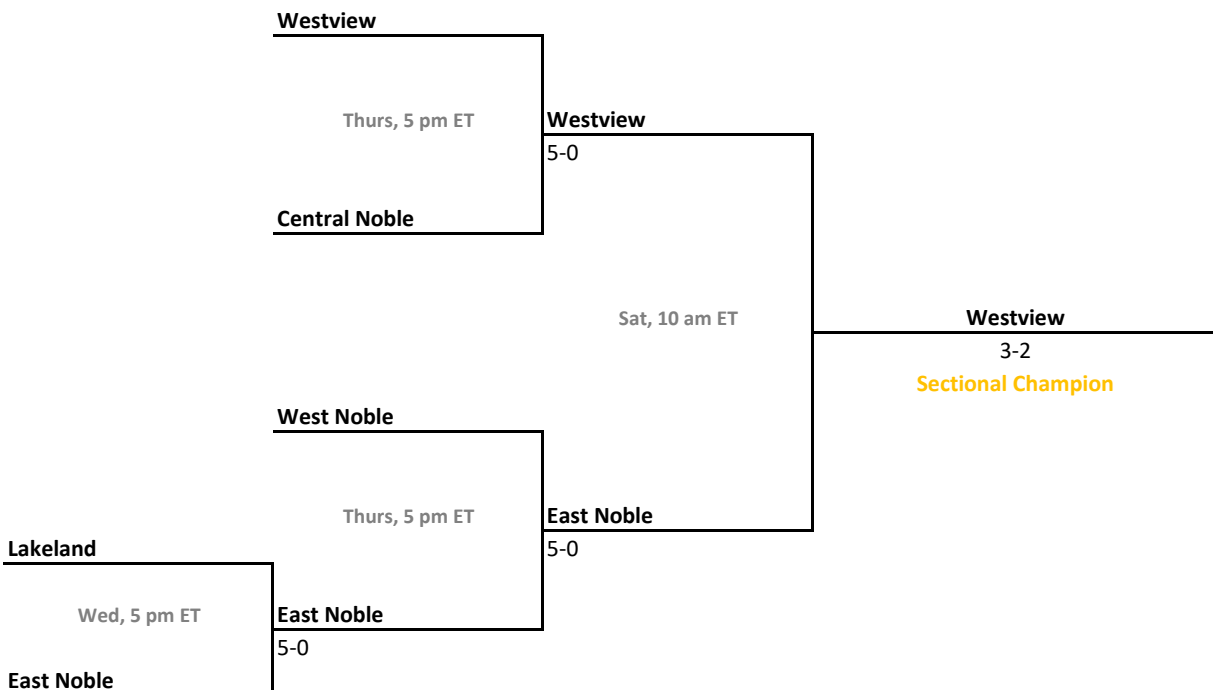 Westview
Thurs, 5 pm ET
Westview
5-0
Central Noble
Sat, 10 am ET
Westview
3-2
Sectional Champion
West Noble
Thurs, 5 pm ET
East Noble
5-0
Lakeland
Wed, 5 pm ET
East Noble
5-0
East Noble